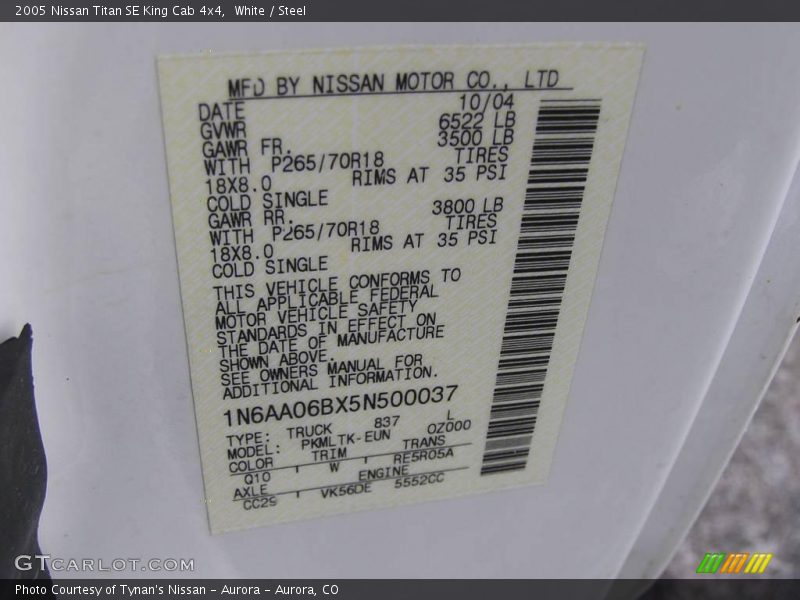 2005 Nissan Titan SE King Cab 4x4, White / Steel
MFD BY NISSAN MOTOR CO., LTD
DATE 10/04
GVWR 6522 LB
GAWR FR. 3500 LB
WITH P265/70R18 TIRES
18X8.0 RIMS AT 35 PSI
COLD SINGLE
GAWR RR. 3800 LB
WITH P265/70R18 TIRES
18X8.0 RIMS AT 35 PSI
COLD SINGLE
THIS VEHICLE CONFORMS TO
ALL APPLICABLE FEDERAL
MOTOR VEHICLE SAFETY
STANDARDS IN EFFECT ON
THE DATE OF MANUFACTURE
SHOWN ABOVE.
SEE OWNERS MANUAL FOR
ADDITIONAL INFORMATION.
1N6AA06BX5N500037
TYPE: TRUCK 837 L
MODEL: PKMLTK-EUN OZ000
COLOR TRIM TRANS
Q10 W RE5R05A
AXLE ENGINE
CC29 VK56DE 5552CC
GTCARLOT.COM
Photo Courtesy of Tynan's Nissan - Aurora - Aurora, CO